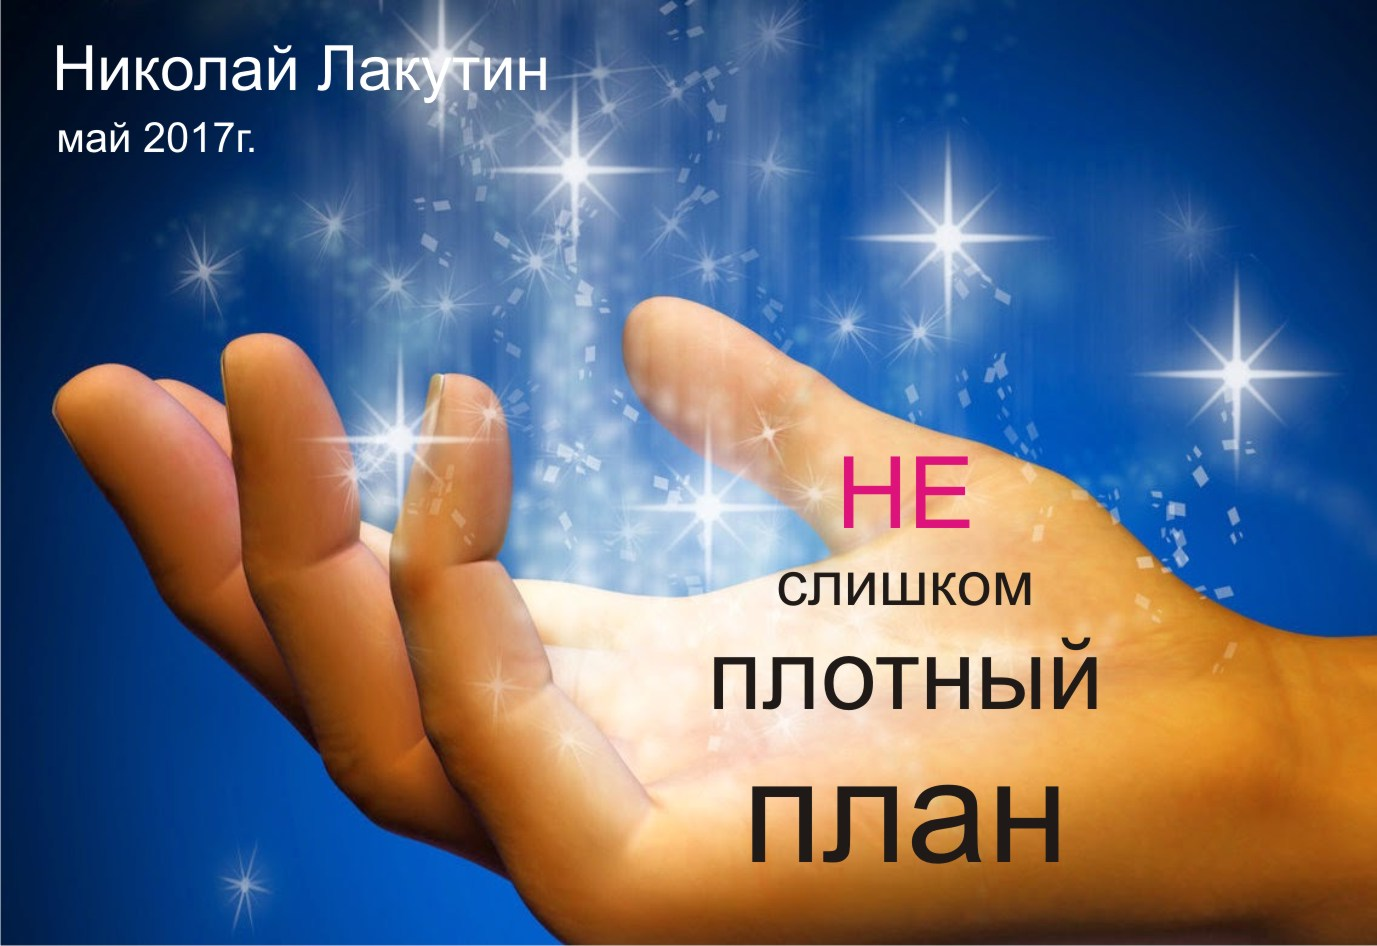 Николай Лакутин
май 2017г.
НЕ
слишком
плотный
план